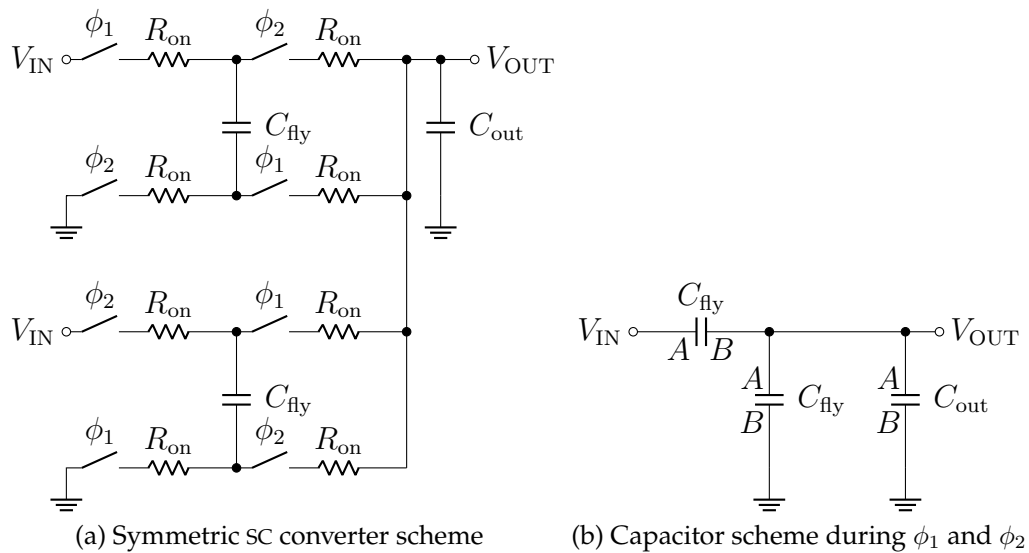 ϕ₁ R_on ϕ₂ R_on
V_IN V_OUT
C_fly C_out
ϕ₂ R_on ϕ₁ R_on
ϕ₂ R_on ϕ₁ R_on
V_IN
C_fly
ϕ₁ R_on ϕ₂ R_on
(a) Symmetric SC converter scheme
C_fly
V_IN V_OUT
A B
A C_fly A C_out
B B
(b) Capacitor scheme during ϕ₁ and ϕ₂